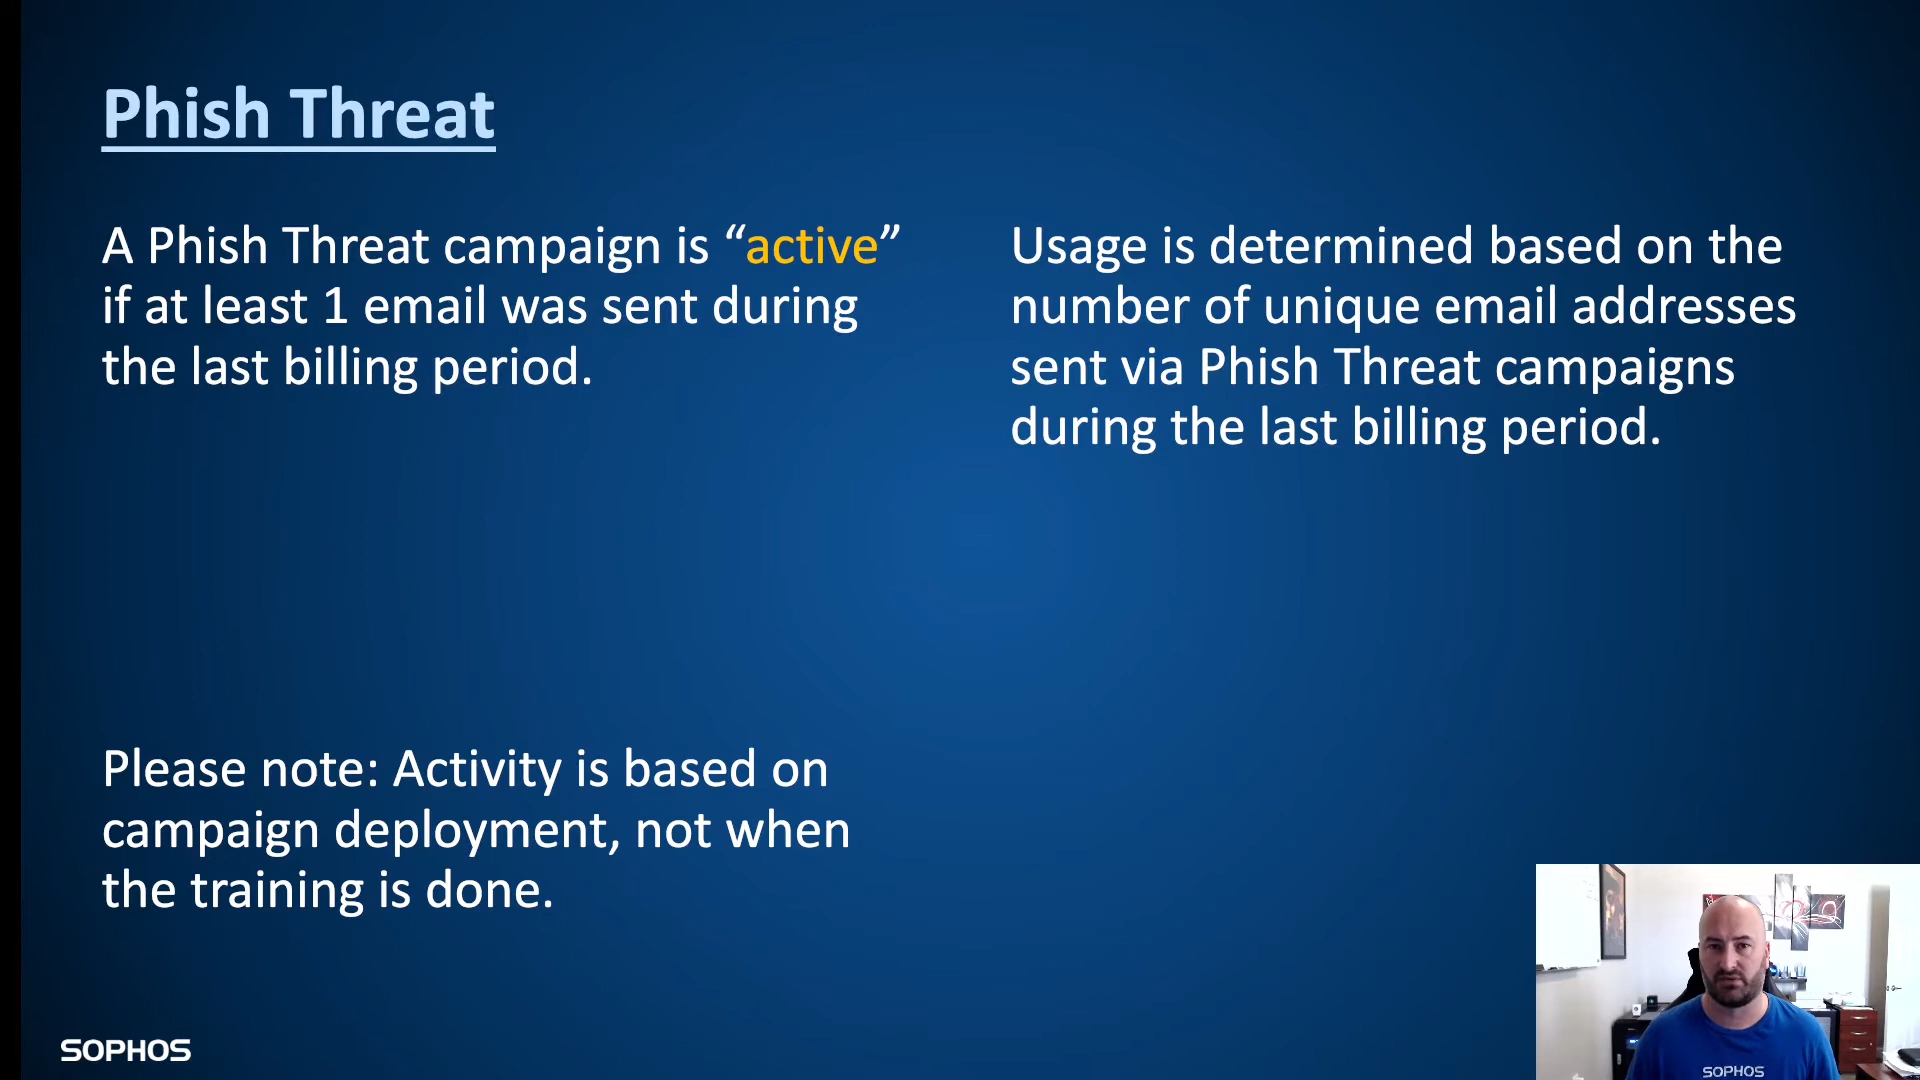 Phish Threat
A Phish Threat campaign is “active”
if at least 1 email was sent during
the last billing period.
Usage is determined based on the
number of unique email addresses
sent via Phish Threat campaigns
during the last billing period.
Please note: Activity is based on
campaign deployment, not when
the training is done.
SOPHOS
SOPHOS